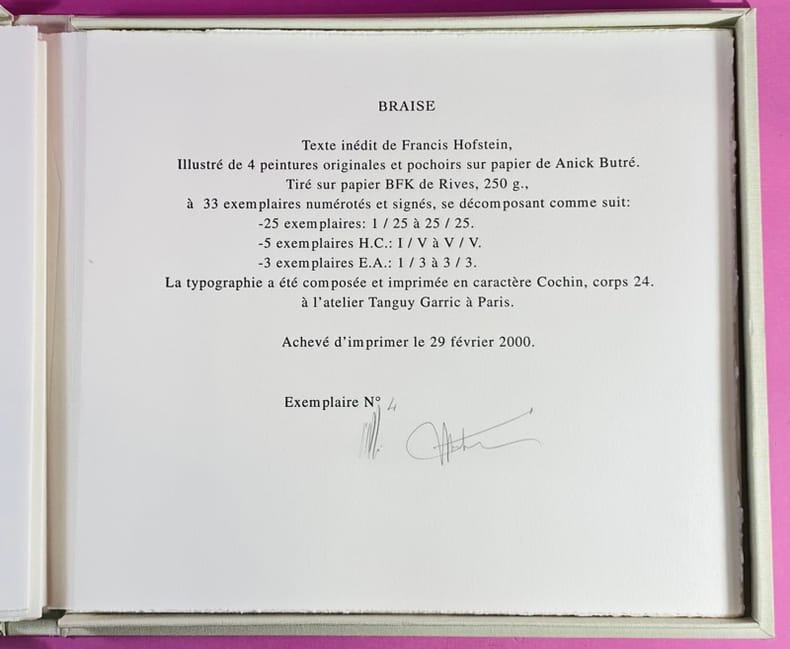 BRAISE
Texte inédit de Francis Hofstein,
Illustré de 4 peintures originales et pochoirs sur papier de Anick Butré.
Tiré sur papier BFK de Rives, 250 g.,
à 33 exemplaires numérotés et signés, se décomposant comme suit:
-25 exemplaires: 1 / 25 à 25 / 25.
-5 exemplaires H.C.: I / V à V / V.
-3 exemplaires E.A.: 1 / 3 à 3 / 3.
La typographie a été composée et imprimée en caractère Cochin, corps 24.
à l'atelier Tanguy Garric à Paris.
Achevé d'imprimer le 29 février 2000.
Exemplaire N° 4